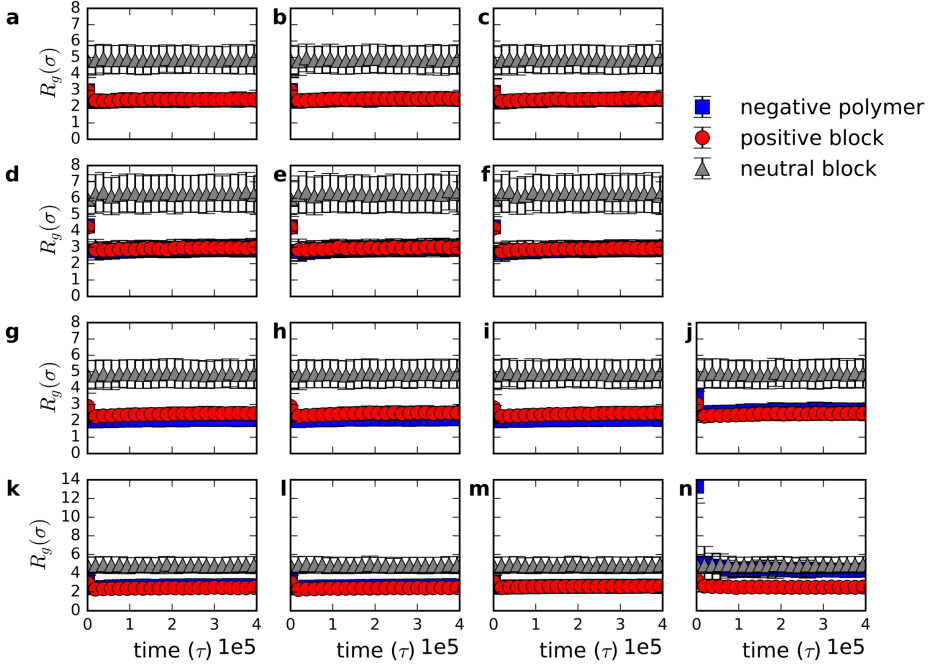 a b c
8
7
6
5
4
3
2
1
0
R_g(σ)
negative polymer
positive block
neutral block
d e f
8
7
6
5
4
3
2
1
0
R_g(σ)
g h i j
8
7
6
5
4
3
2
1
0
R_g(σ)
k l m n
14
12
10
8
6
4
2
0
R_g(σ)
0 1 2 3 4 0 1 2 3 4 0 1 2 3 4 0 1 2 3 4
time (τ) 1e5 time (τ) 1e5 time (τ) 1e5 time (τ) 1e5